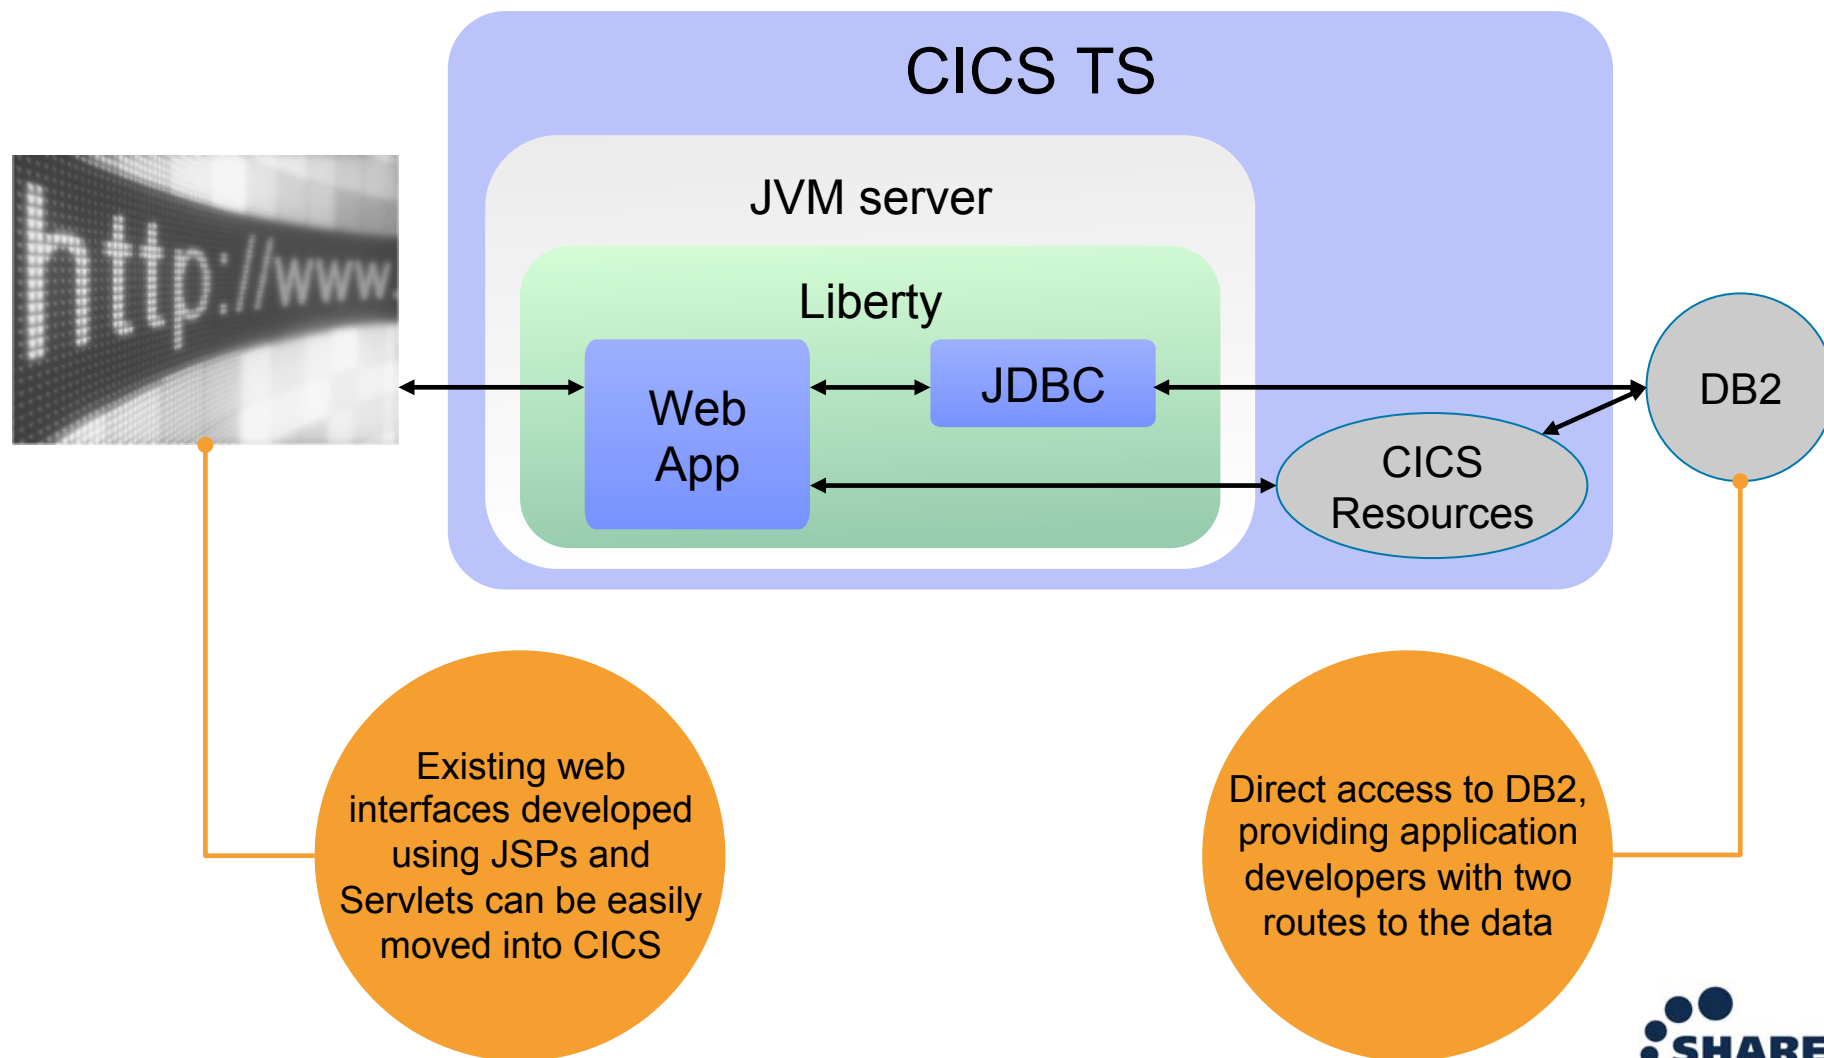 CICS TS
JVM server
http://www.
Liberty
Web
App
JDBC
DB2
CICS
Resources
Existing web
interfaces developed
using JSPs and
Servlets can be easily
moved into CICS
Direct access to DB2,
providing application
developers with two
routes to the data
SHARE